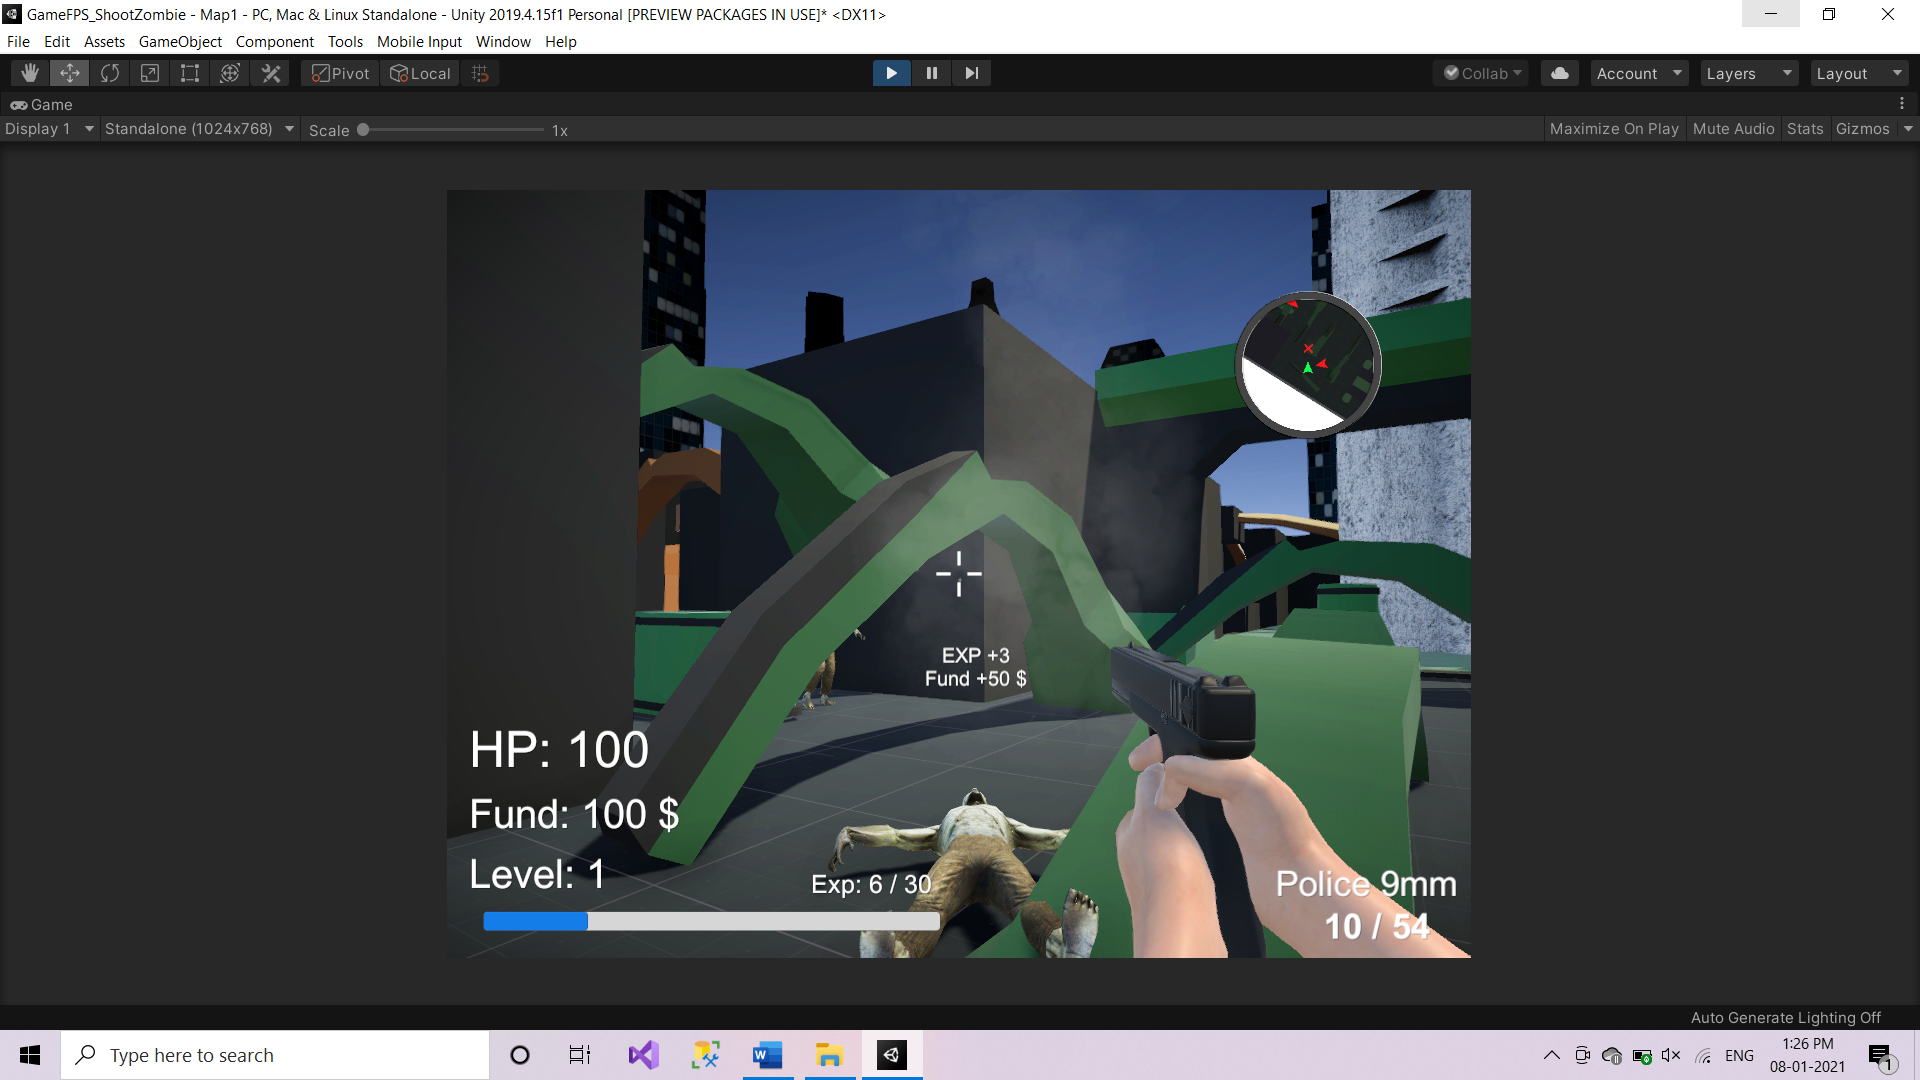 GameFPS_ShootZombie - Map1 - PC, Mac & Linux Standalone - Unity 2019.4.15f1 Personal [PREVIEW PACKAGES IN USE]* <DX11>
File Edit Assets GameObject Component Tools Mobile Input Window Help
Pivot Local Collab Account Layers Layout
Game
Display 1 Standalone (1024x768) Scale 1x Maximize On Play Mute Audio Stats Gizmos
EXP +3
Fund +50 $
HP: 100
Fund: 100 $
Level: 1
Exp: 6 / 30
Police 9mm
10 / 54
Auto Generate Lighting Off
Type here to search
W
ENG
1:26 PM
08-01-2021
1